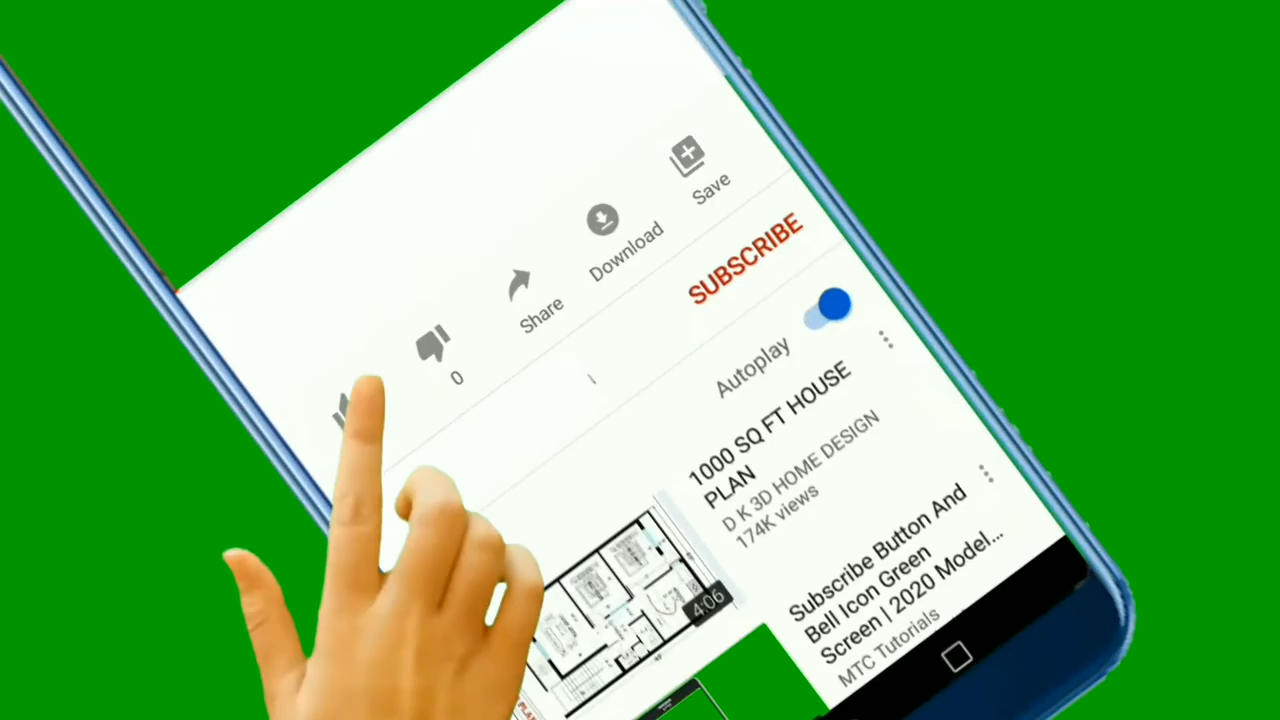 0
Share
Download
Save
SUBSCRIBE
Autoplay
1000 SQ FT HOUSE
PLAN
D K 3D HOME DESIGN
174K views
4:06
Subscribe Button And
Bell Icon Green
Screen | 2020 Model...
MTC Tutorials